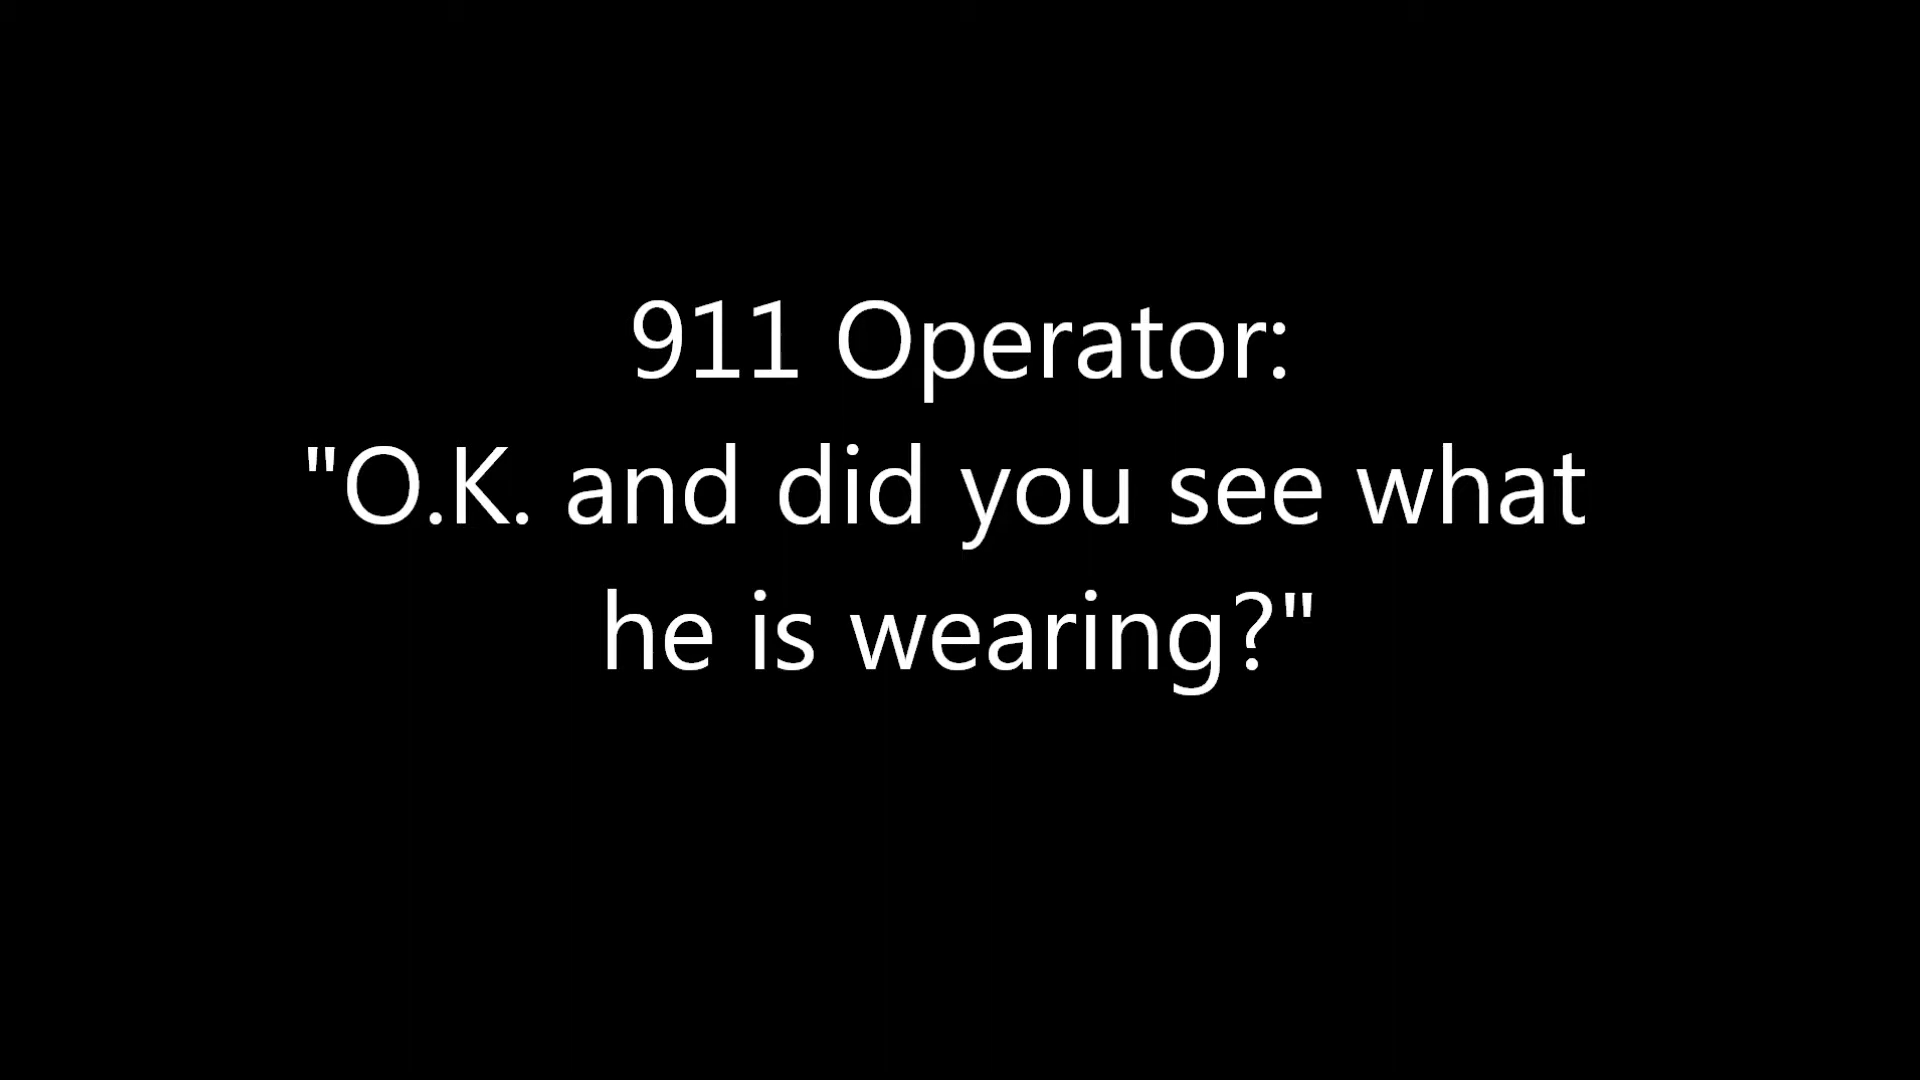 911 Operator:
"O.K. and did you see what
he is wearing?"